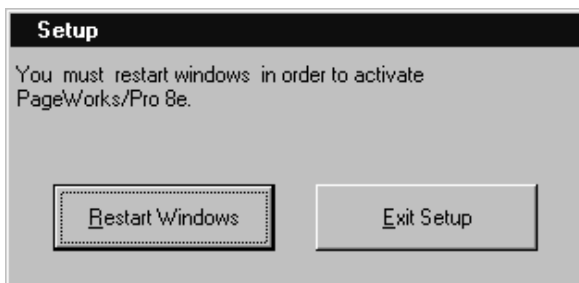 Setup
You must restart windows in order to activate
PageWorks/Pro 8e.
Restart Windows
Exit Setup